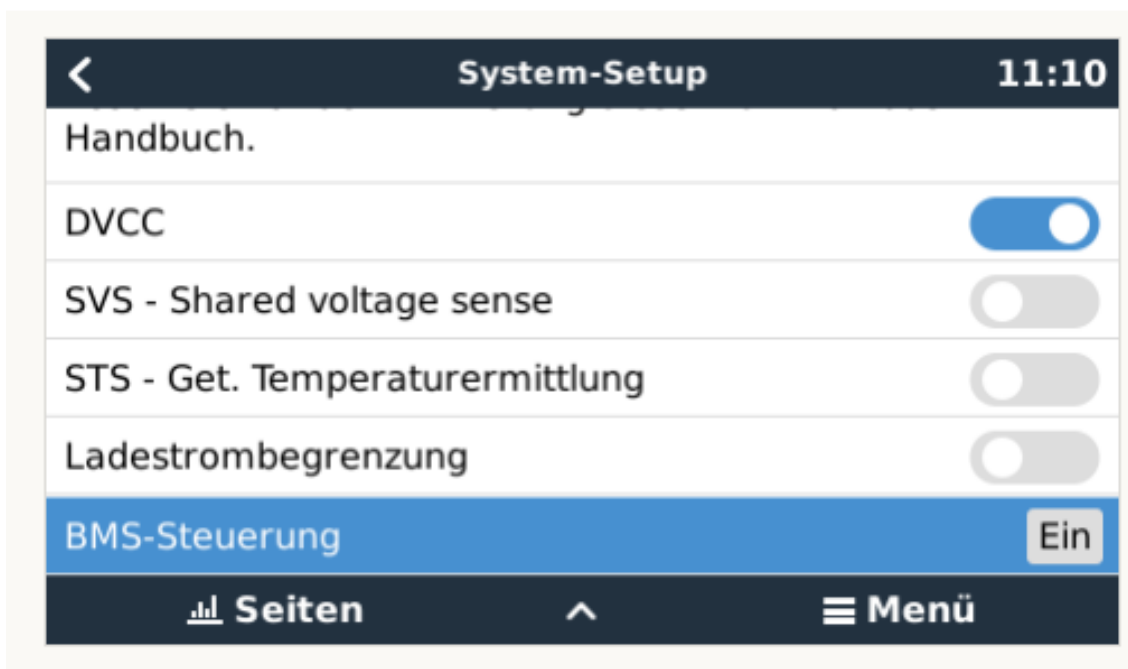 System-Setup 11:10
Handbuch.
DVCC
SVS - Shared voltage sense
STS - Get. Temperaturermittlung
Ladestrombegrenzung
BMS-Steuerung Ein
Seiten Menü